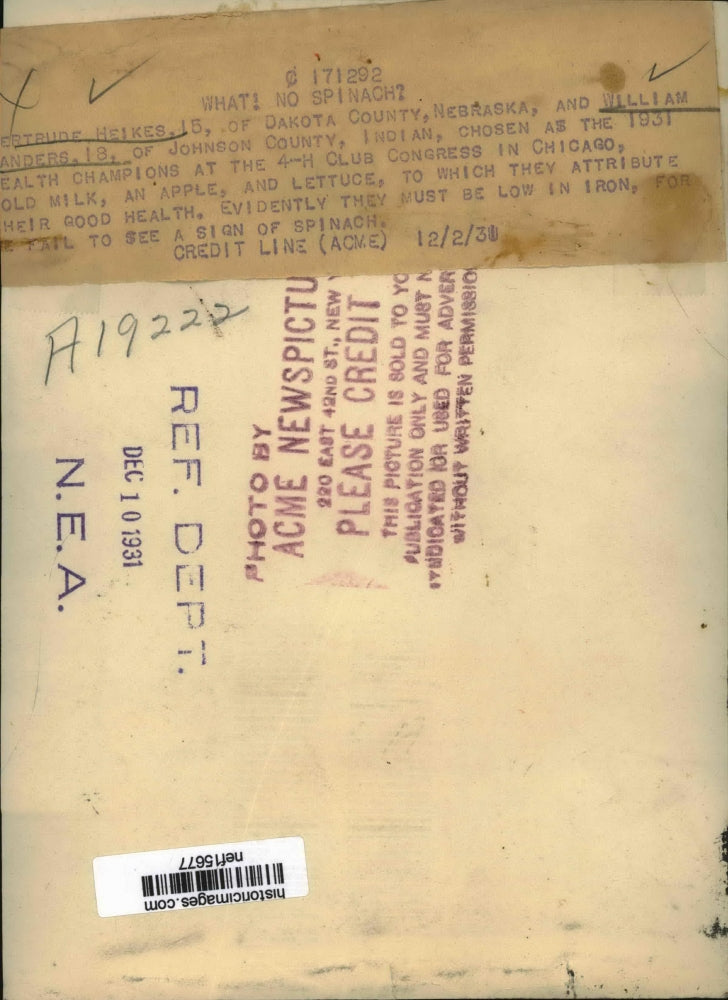 C 171292
WHAT! NO SPINACH?
ERTRUDE HEIKES, 15, OF DAKOTA COUNTY, NEBRASKA, AND WILLIAM
ANDERS, 18, OF JOHNSON COUNTY, INDIAN, CHOSEN AS THE 1931
EALTH CHAMPIONS AT THE 4-H CLUB CONGRESS IN CHICAGO,
OLD MILK, AN APPLE, AND LETTUCE, TO WHICH THEY ATTRIBUTE
HEIR GOOD HEALTH. EVIDENTLY THEY MUST BE LOW IN IRON, FOR
E FAIL TO SEE A SIGN OF SPINACH.
CREDIT LINE (ACME) 12/2/31
A19222
PHOTO BY
ACME NEWSPICTU
220 EAST 42ND ST., NEW
PLEASE CREDIT
THIS PICTURE IS SOLD TO YO
PUBLICATION ONLY AND MUST N
SYNDICATED OR USED FOR ADVER
WITHOUT WRITTEN PERMISSIO
REF. DEPT.
DEC 10 1931
N.E.A.
historicimages.com
nef15677